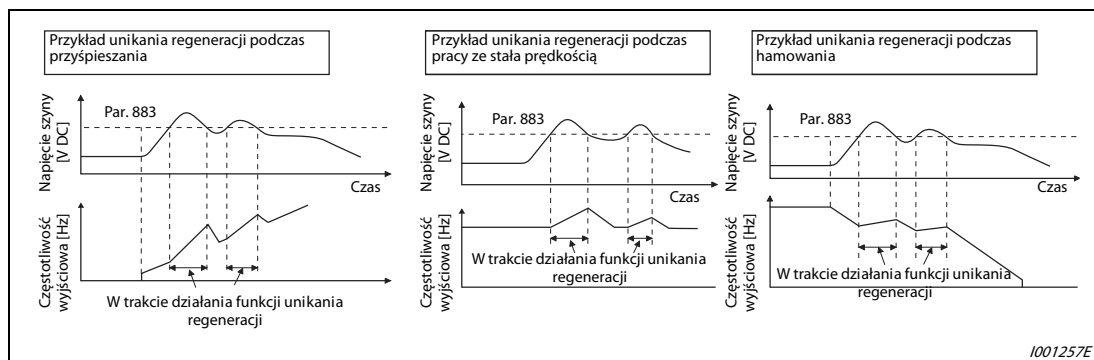 Przykład unikania regeneracji podczas
przyśpieszania
Napięcie szyny
[V DC]
Par. 883
Czas
Częstotliwość
wyjściowa [Hz]
W trakcie działania funkcji unikania
regeneracji
Przykład unikania regeneracji podczas
pracy ze stała prędkością
Napięcie szyny
[V DC]
Par. 883
Czas
Częstotliwość
wyjściowa [Hz]
W trakcie działania funkcji unikania
regeneracji
Przykład unikania regeneracji podczas
hamowania
Napięcie szyny
[V DC]
Par. 883
Czas
Częstotliwość
wyjściowa [Hz]
W trakcie działania funkcji unikania
regeneracji
I001257E